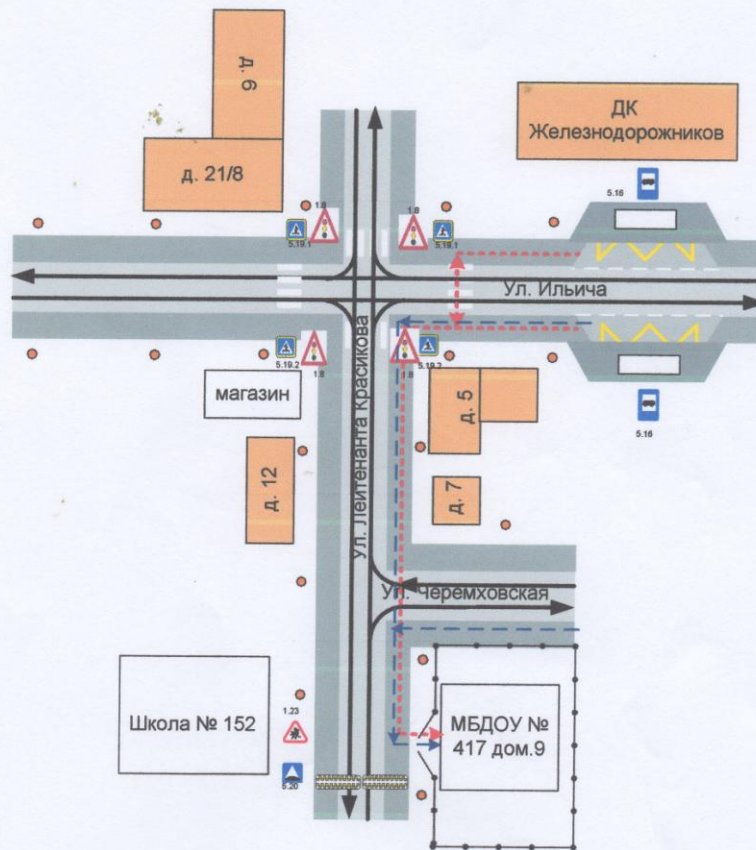 д. 6
д. 21/8
ДК
Железнодорожников
5.16
1.8
1.8
5.19.1
5.19.1
Ул. Ильича
5.19.2
1.8
1.8
5.19.2
магазин
5.16
д. 5
д. 12
д. 7
Ул. Лейтенанта Красикова
Ул. Черемховская
Школа № 152
1.23
5.20
МБДОУ №
417 дом.9